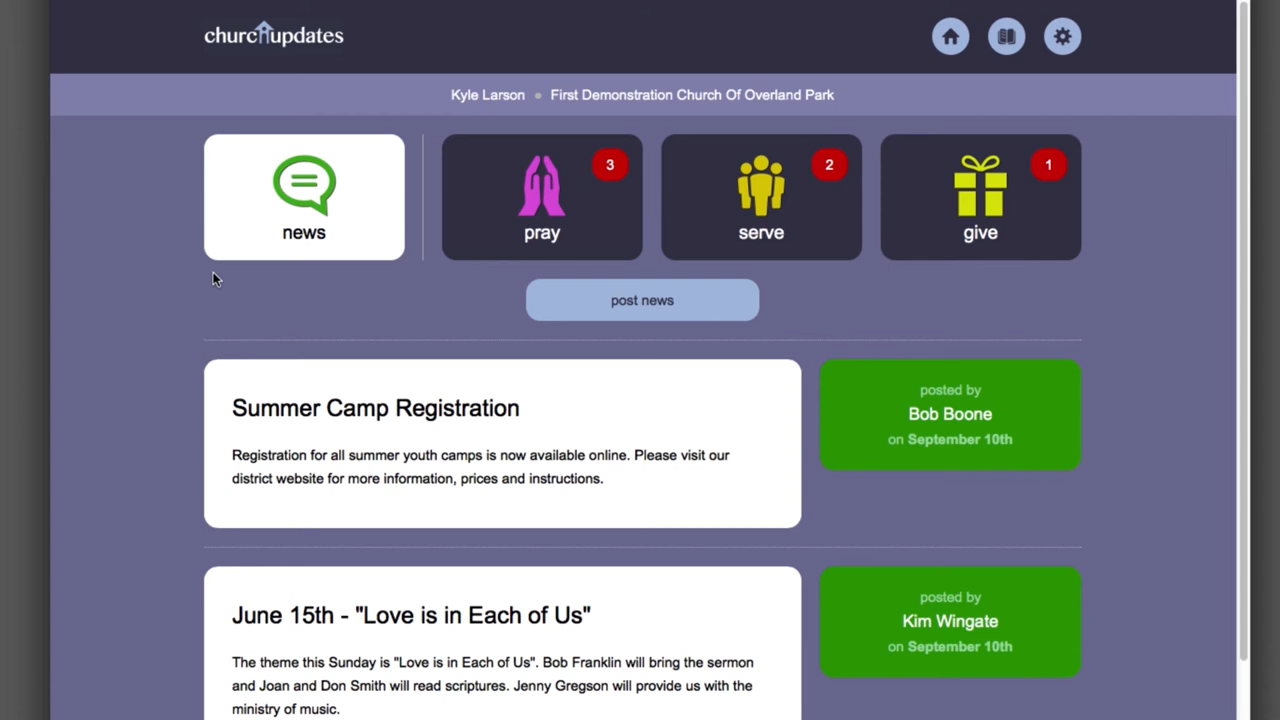 churchupdates
Kyle Larson • First Demonstration Church Of Overland Park
news
3
pray
2
serve
1
give
post news
Summer Camp Registration
Registration for all summer youth camps is now available online. Please visit our
district website for more information, prices and instructions.
posted by
Bob Boone
on September 10th
June 15th - "Love is in Each of Us"
The theme this Sunday is "Love is in Each of Us". Bob Franklin will bring the sermon
and Joan and Don Smith will read scriptures. Jenny Gregson will provide us with the
ministry of music.
posted by
Kim Wingate
on September 10th